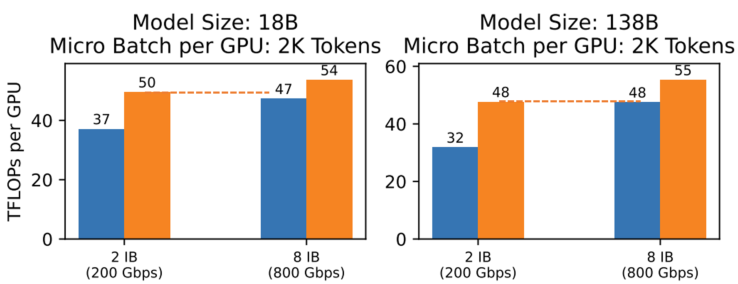 Model Size: 18B
Micro Batch per GPU: 2K Tokens
TFLOPs per GPU
40
20
0
37
50
47
54
2 IB
(200 Gbps)
8 IB
(800 Gbps)
Model Size: 138B
Micro Batch per GPU: 2K Tokens
60
40
20
0
32
48
48
55
2 IB
(200 Gbps)
8 IB
(800 Gbps)